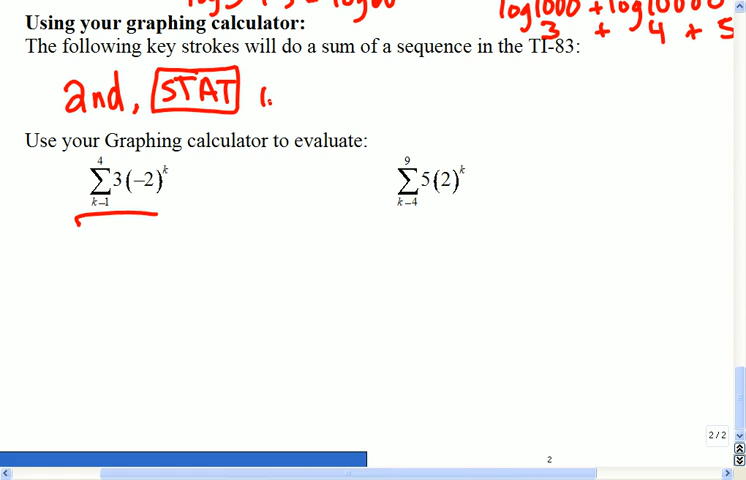 log1000 + log10000
3 + 4 + 5
Using your graphing calculator:
The following key strokes will do a sum of a sequence in the TI-83:
2nd, STAT
Use your Graphing calculator to evaluate:
4 9
∑ 3(−2)^k ∑ 5(2)^k
k−1 k−4
2 / 2
2